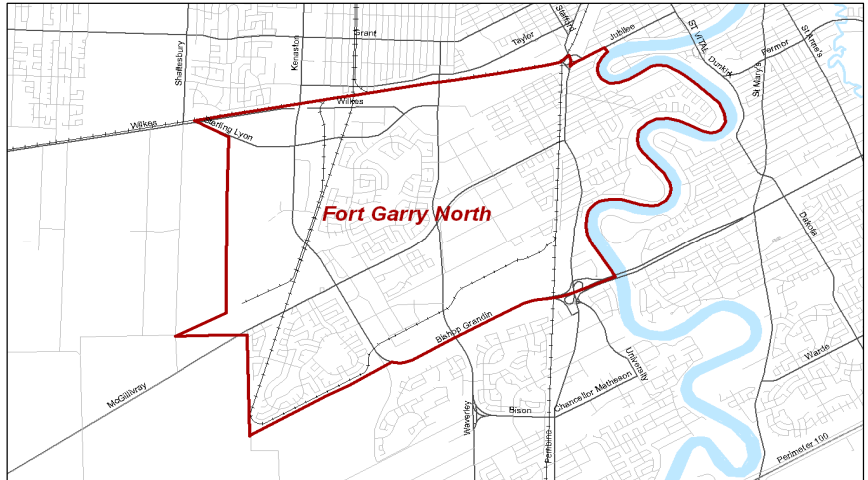 Grant
Stafford
Jubilee
Taylor
ST VITAL
Dunkirk
Fermor
St Anne's
St Mary's
Shaftesbury
Kenaston
Wilkes
Wilkes
Sterling Lyon
Fort Garry North
Dakota
Bishop Grandin
McGillivray
Waverley
Bison
Chancellor Matheson
University
Pembina
Warde
Perimeter 100